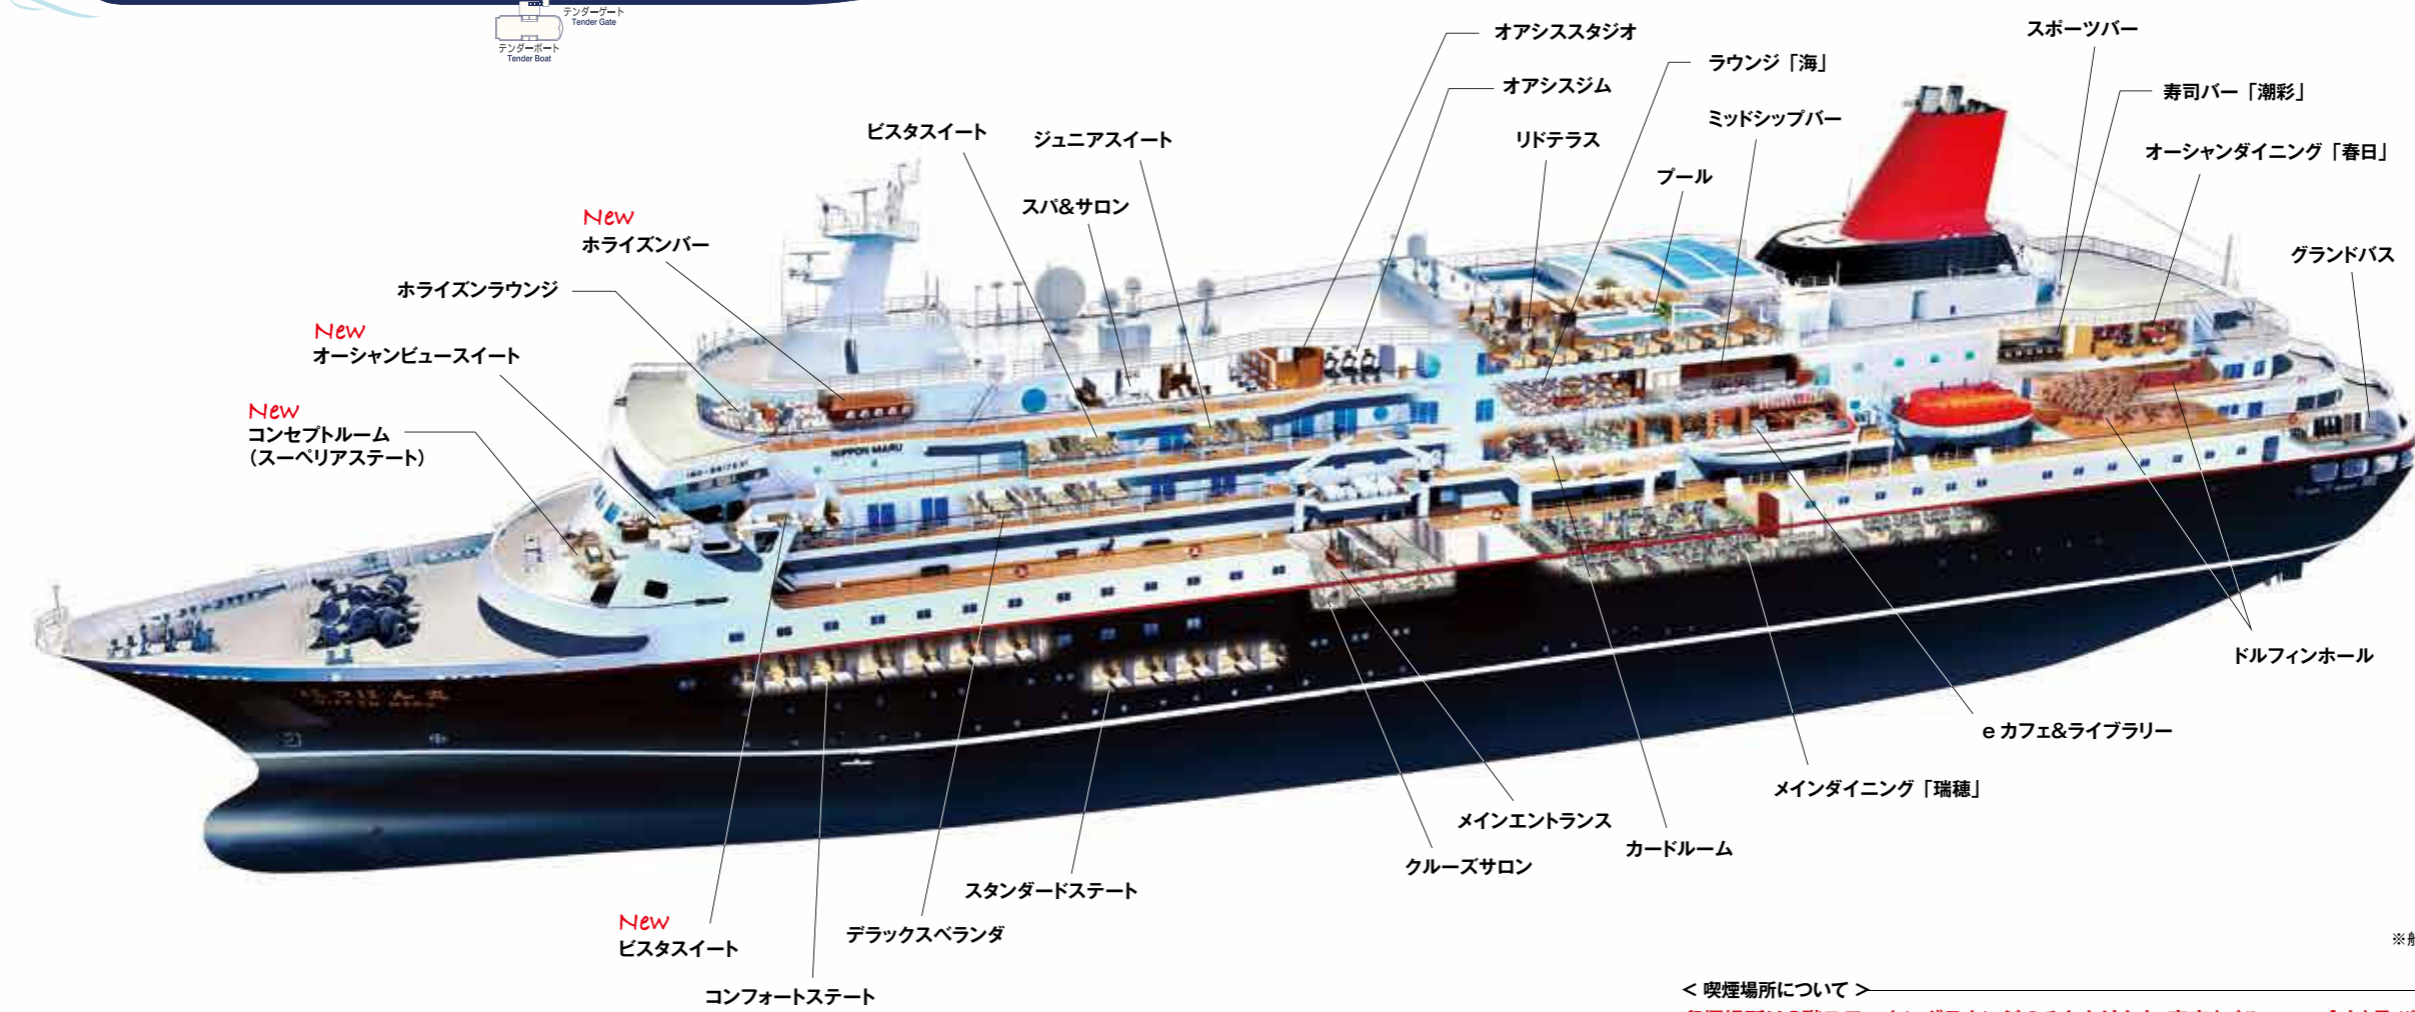 テンダーゲート
Tender Gate
テンダーボート
Tender Boat
オアシススタジオ
スポーツバー
ラウンジ「海」
オアシスジム
寿司バー「潮彩」
ミッドシップバー
ビスタスイート
ジュニアスイート
リドテラス
オーシャンダイニング「春日」
プール
スパ&サロン
New
ホライズンバー
グランドバス
ホライズンラウンジ
New
オーシャンビュースイート
New
コンセプトルーム
（スーペリアステート）
NIPPON MARU
にっぽん丸
NIPPON MARU
ドルフィンホール
e カフェ&ライブラリー
メインダイニング「瑞穂」
メインエントランス
カードルーム
クルーズサロン
スタンダードステート
New
ビスタスイート
デラックスベランダ
コンフォートステート
＜ 喫煙場所について ＞